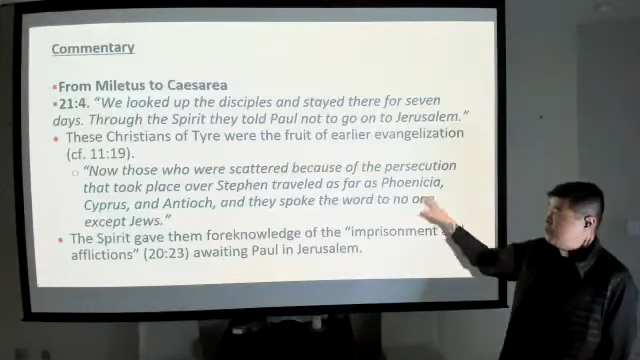 Commentary
▪From Miletus to Caesarea
▪21:4. “We looked up the disciples and stayed there for seven
days. Through the Spirit they told Paul not to go on to Jerusalem.”
• These Christians of Tyre were the fruit of earlier evangelization
(cf. 11:19).
○ “Now those who were scattered because of the persecution
that took place over Stephen traveled as far as Phoenicia,
Cyprus, and Antioch, and they spoke the word to no one
except Jews.”
• The Spirit gave them foreknowledge of the “imprisonment
afflictions” (20:23) awaiting Paul in Jerusalem.